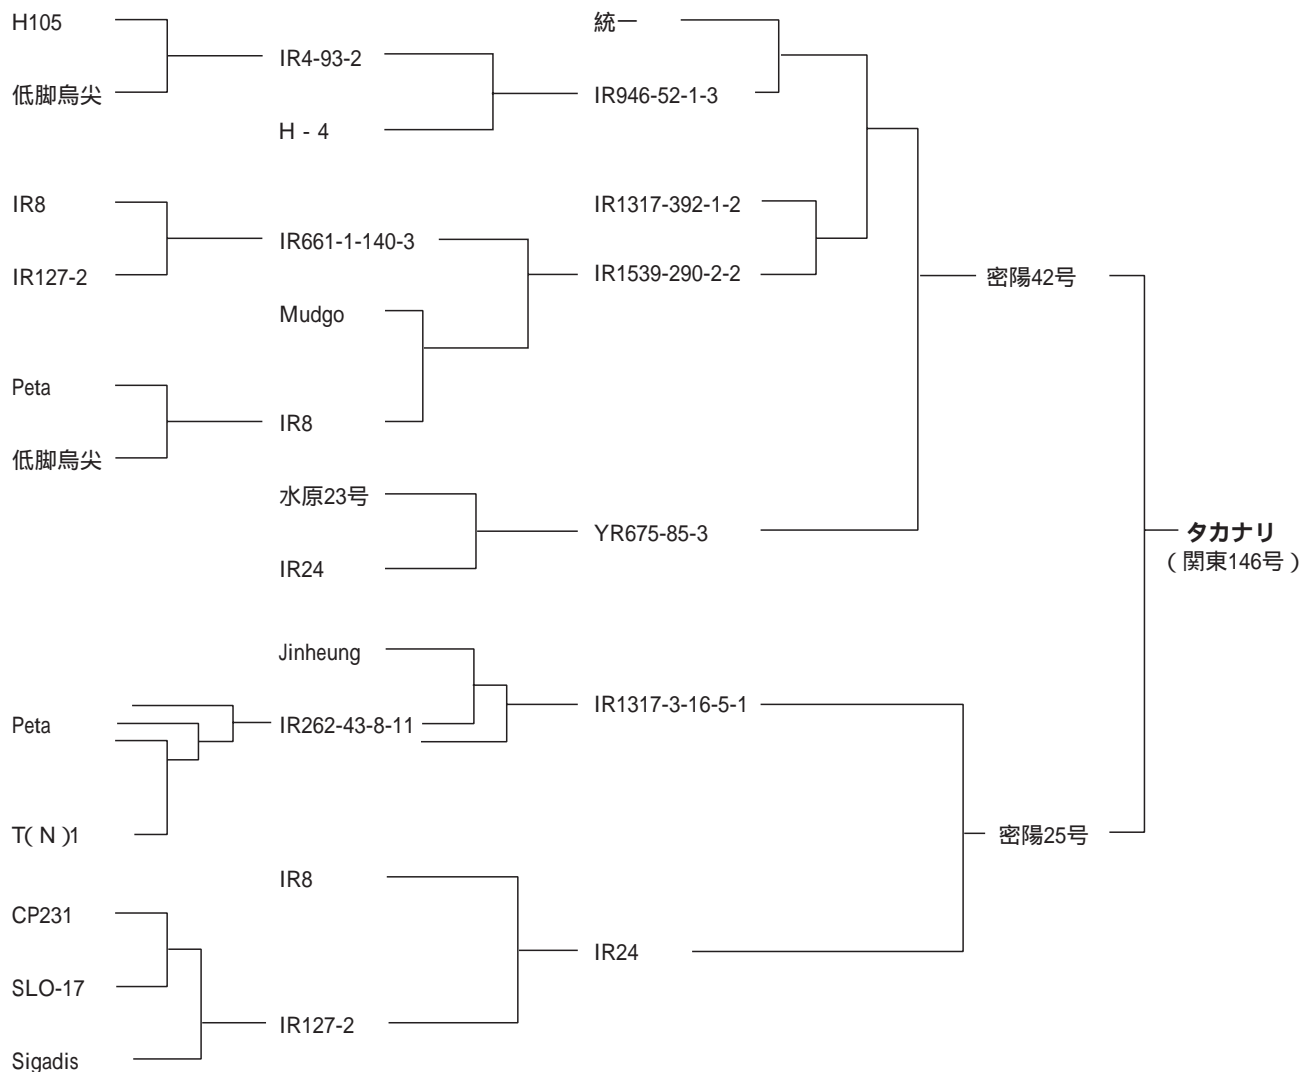 H105
統一
IR4-93-2
低脚烏尖
IR946-52-1-3
H - 4
IR8
IR1317-392-1-2
IR661-1-140-3
IR127-2
IR1539-290-2-2
密陽42号
Mudgo
Peta
IR8
低脚烏尖
水原23号
YR675-85-3
タカナリ
(関東146号)
IR24
Jinheung
IR1317-3-16-5-1
Peta
IR262-43-8-11
T(N)1
密陽25号
IR8
CP231
IR24
SLO-17
IR127-2
Sigadis